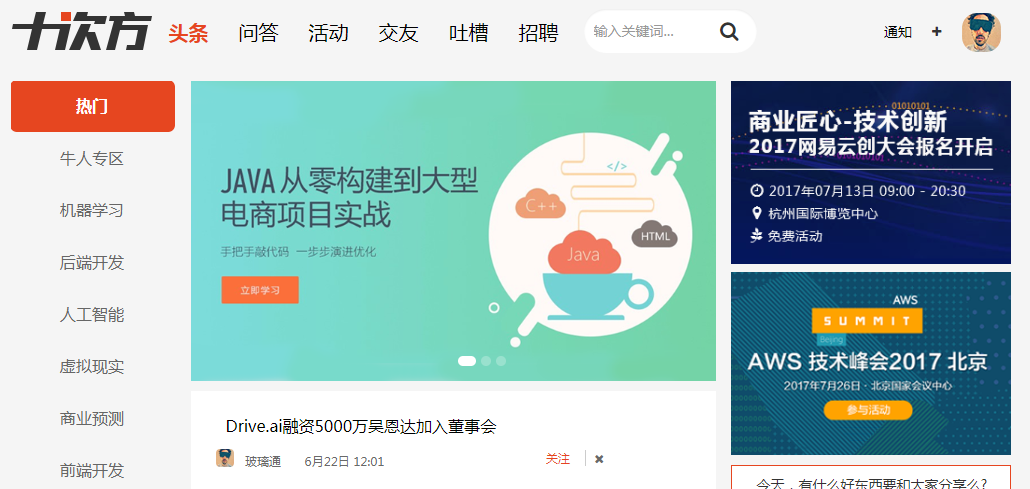 十次方
头条 问答 活动 交友 吐槽 招聘
输入关键词...
通知
热门
牛人专区
机器学习
后端开发
人工智能
虚拟现实
商业预测
前端开发
JAVA 从零构建到大型
电商项目实战
手把手敲代码 一步步演进优化
立即学习
</>
C++
HTML
Java
Drive.ai融资5000万吴恩达加入董事会
玻璃通 6月22日 12:01
关注
01010101
商业匠心-技术创新
2017网易云创大会报名开启
2017年07月13日 09:00 - 20:30
杭州国际博览中心
免费活动
AWS
SUMMIT
Beijing
AWS 技术峰会2017 北京
2017年7月26日 · 北京国家会议中心
参与活动
今天，有什么好东西要和大家分享么?